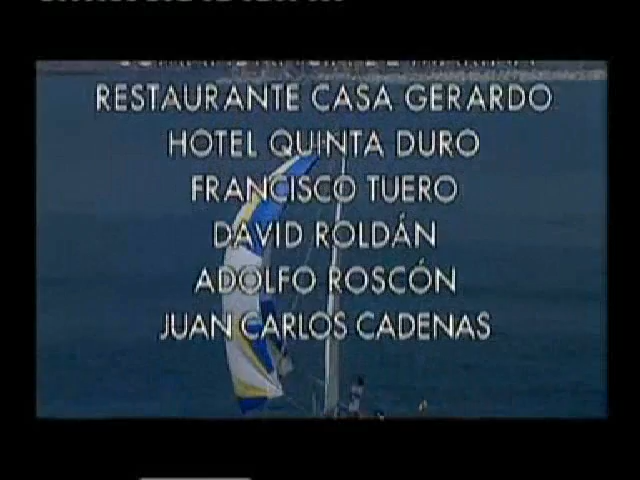 RESTAURANTE CASA GERARDO
HOTEL QUINTA DURO
FRANCISCO TUERO
DAVID ROLDÁN
ADOLFO ROSCÓN
JUAN CARLOS CADENAS